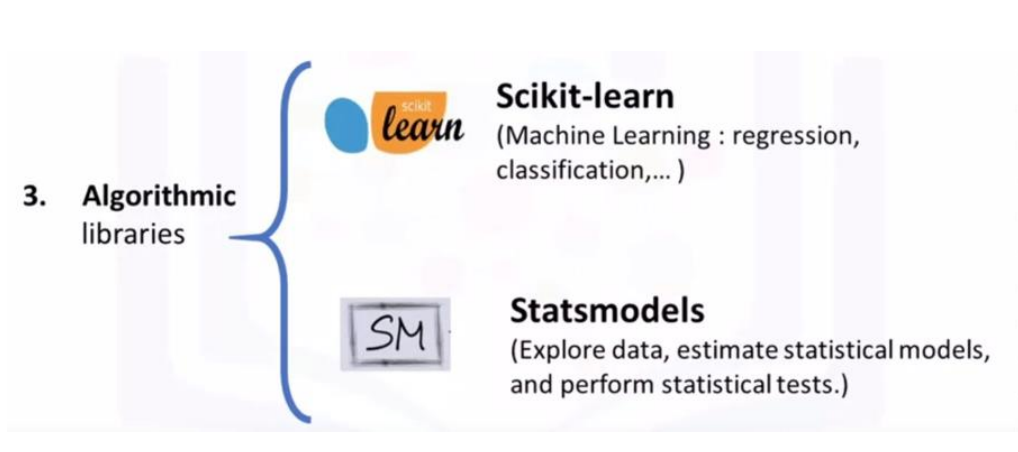 3. Algorithmic
libraries
scikit
learn
Scikit-learn
(Machine Learning : regression,
classification,... )
SM
Statsmodels
(Explore data, estimate statistical models,
and perform statistical tests.)